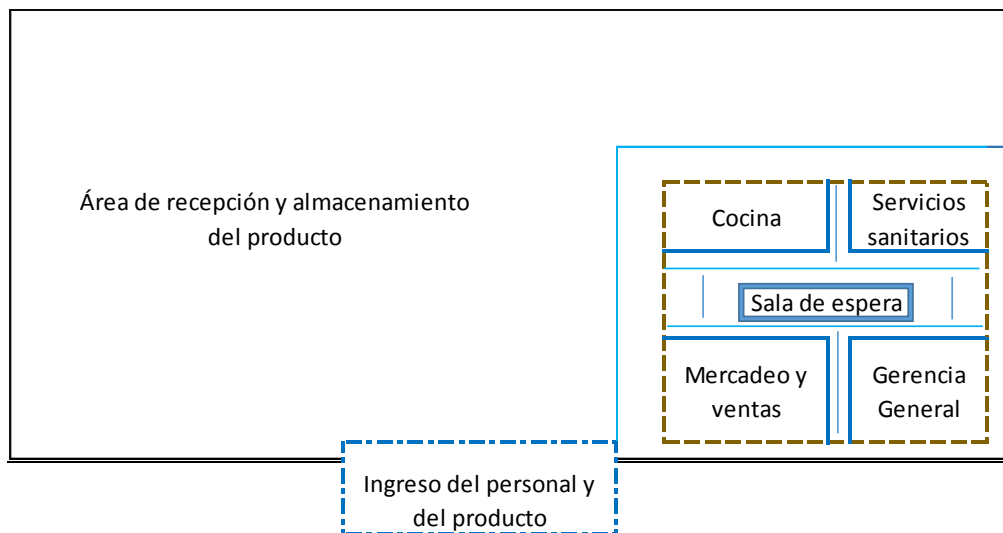 Área de recepción y almacenamiento
del producto
Cocina
Servicios
sanitarios
Sala de espera
Mercadeo y
ventas
Gerencia
General
Ingreso del personal y
del producto